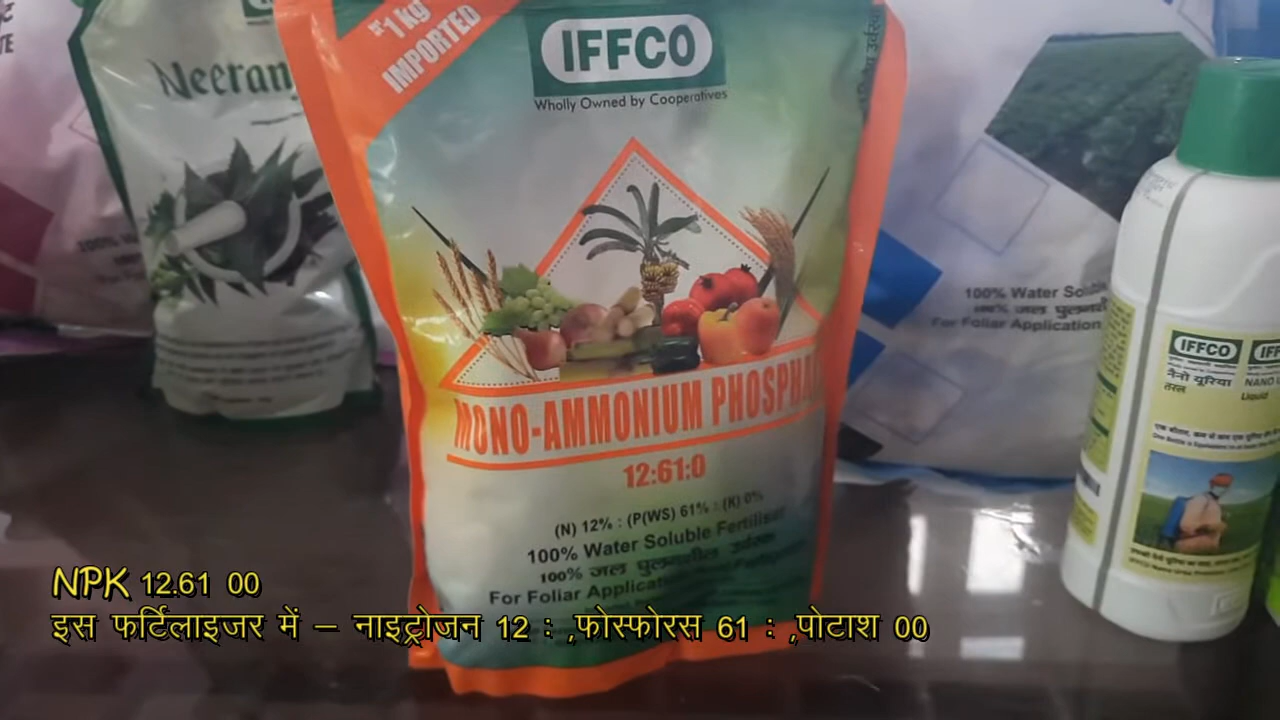 1 kg
IMPORTED
IFFCO
Wholly Owned by Cooperatives
Neeran
MONO-AMMONIUM PHOSPHA
12:61:0
(N) 12% : (P(WS) 61% : (K) 0%
100% Water Soluble Fertiliser
100% जल घुलनशील उर्वरक
For Foliar Application
100% Water Soluble
100% जल घुलनशील
For Foliar Application
IFFCO
नैनो यूरिया
तरल
NANO
Liquid
NPK 12.61 00
इस फर्टिलाइजर में – नाइट्रोजन 12 : ,फोस्फोरस 61 : ,पोटाश 00